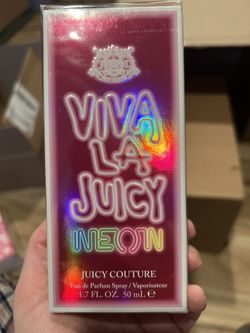 VIVA
LA
JUICY
NEON
JUICY COUTURE
Eau de Parfum Spray / Vaporisateur
1.7 FL. OZ. 50 mL ℮